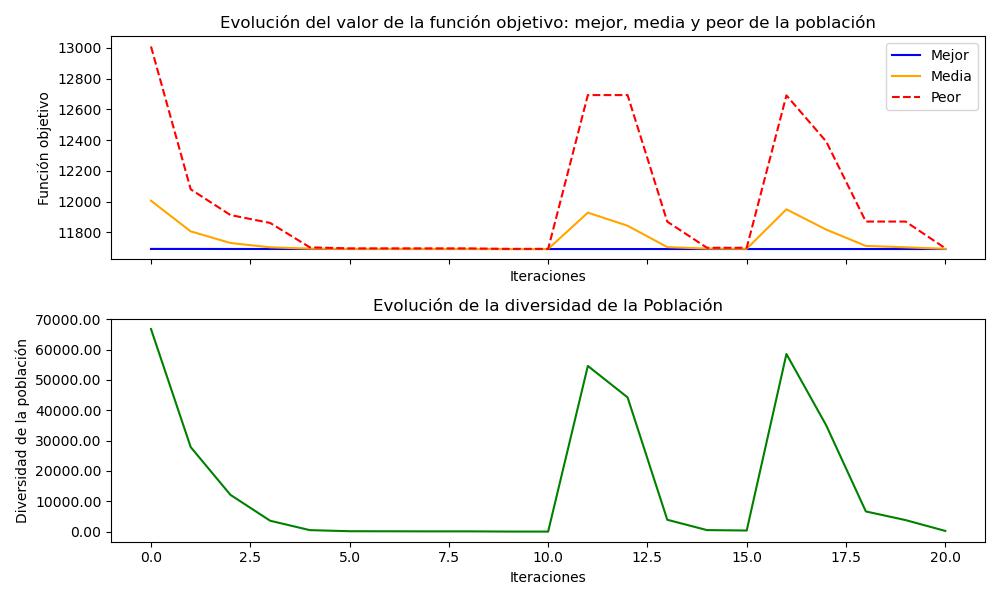 Evolución del valor de la función objetivo: mejor, media y peor de la población
13000
12800
12600
12400
12200
12000
11800
Función objetivo
Mejor
Media
Peor
Iteraciones
Evolución de la diversidad de la Población
70000.00
60000.00
50000.00
40000.00
30000.00
20000.00
10000.00
0.00
Diversidad de la población
0.0 2.5 5.0 7.5 10.0 12.5 15.0 17.5 20.0
Iteraciones